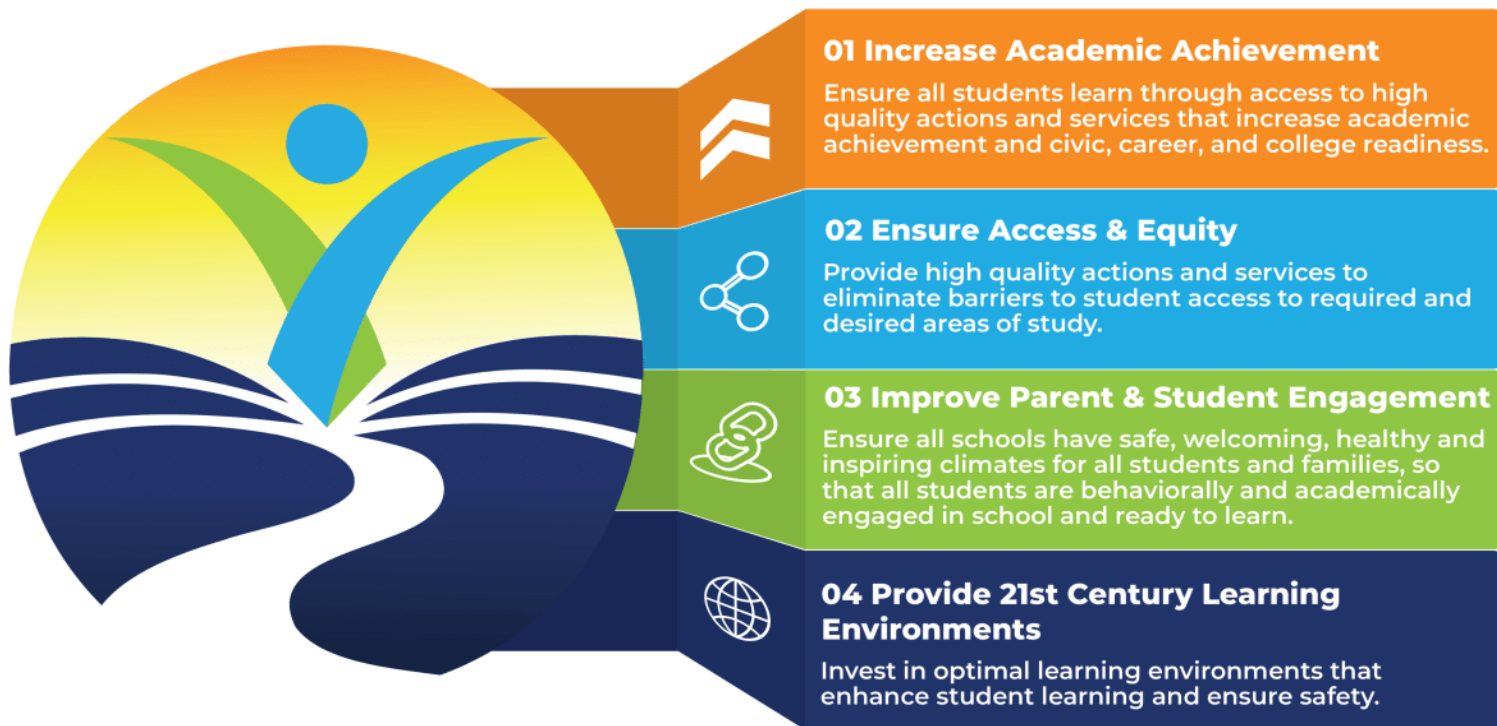 01 Increase Academic Achievement
Ensure all students learn through access to high
quality actions and services that increase academic
achievement and civic, career, and college readiness.
02 Ensure Access & Equity
Provide high quality actions and services to
eliminate barriers to student access to required and
desired areas of study.
03 Improve Parent & Student Engagement
Ensure all schools have safe, welcoming, healthy and
inspiring climates for all students and families, so
that all students are behaviorally and academically
engaged in school and ready to learn.
04 Provide 21st Century Learning
Environments
Invest in optimal learning environments that
enhance student learning and ensure safety.